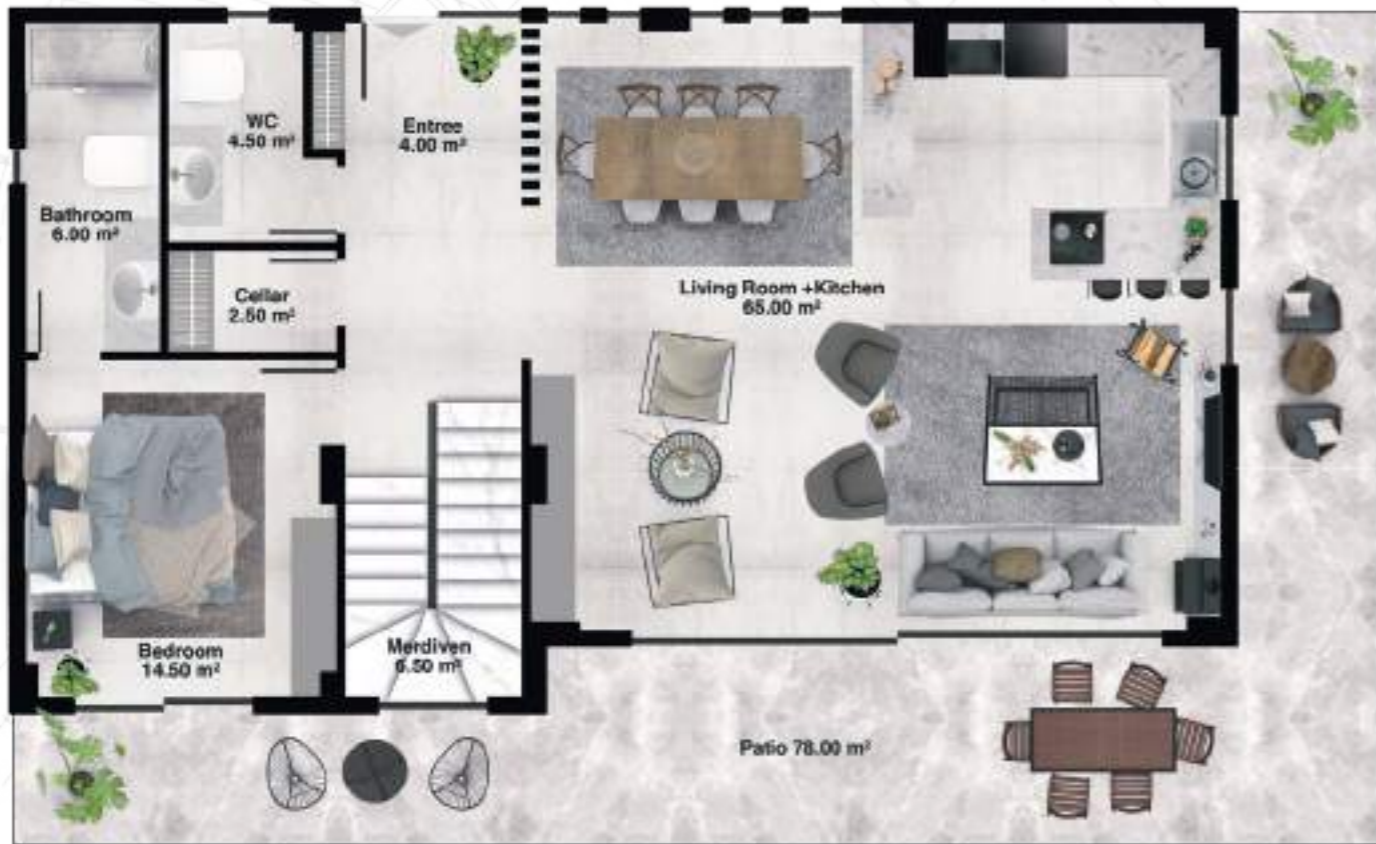 WC
4.50 m²
Entree
4.00 m²
Bathroom
6.00 m²
Cellar
2.50 m²
Living Room +Kitchen
65.00 m²
Bedroom
14.50 m²
Merdiven
6.50 m²
Patio 78.00 m²